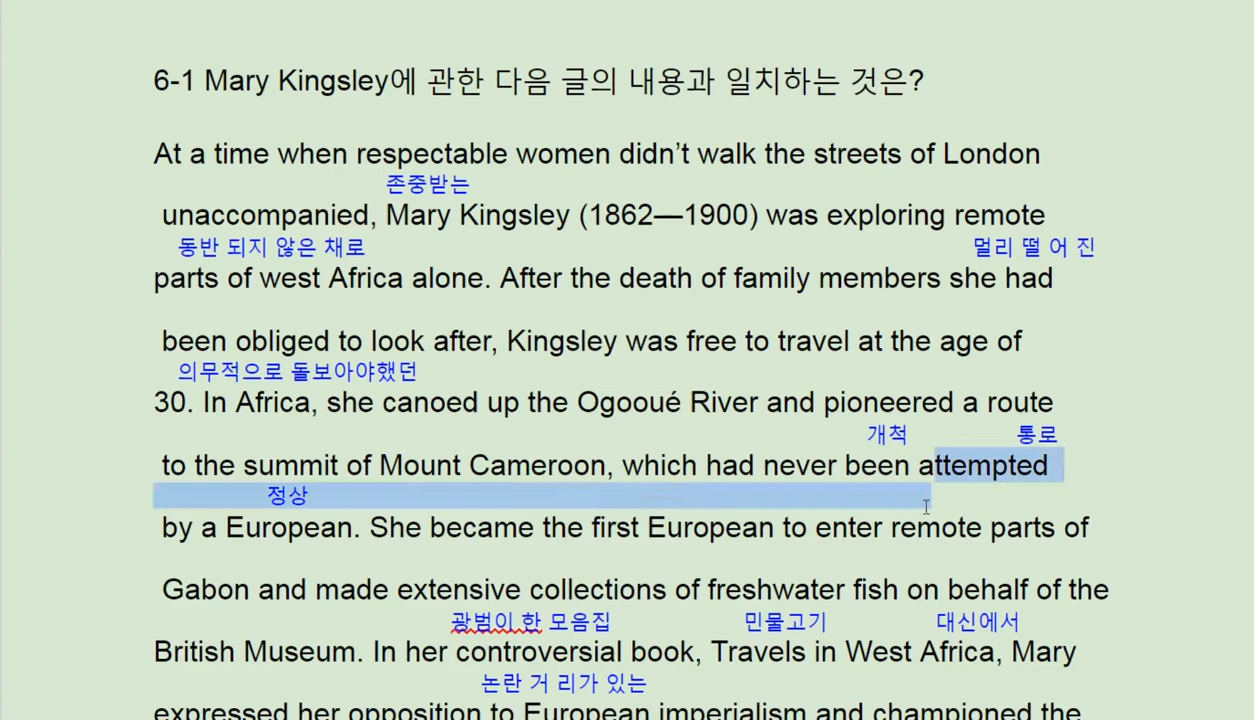 6-1 Mary Kingsley에 관한 다음 글의 내용과 일치하는 것은?
At a time when respectable women didn't walk the streets of London
존중받는
unaccompanied, Mary Kingsley (1862—1900) was exploring remote
동반 되지 않은 채로 멀리 떨 어 진
parts of west Africa alone. After the death of family members she had
been obliged to look after, Kingsley was free to travel at the age of
의무적으로 돌보아야했던
30. In Africa, she canoed up the Ogooué River and pioneered a route
개척 통로
to the summit of Mount Cameroon, which had never been attempted
정상
by a European. She became the first European to enter remote parts of
Gabon and made extensive collections of freshwater fish on behalf of the
광범이 한 모음집 민물고기 대신에서
British Museum. In her controversial book, Travels in West Africa, Mary
논란 거 리가 있는
expressed her opposition to European imperialism and championed the